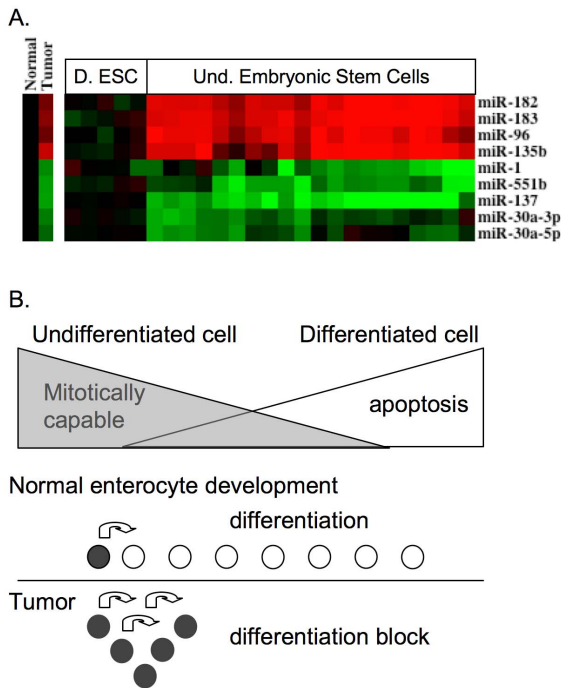 A.
Normal
Tumor
D. ESC
Und. Embryonic Stem Cells
miR-182
miR-183
miR-96
miR-135b
miR-1
miR-551b
miR-137
miR-30a-3p
miR-30a-5p
B.
Undifferentiated cell
Differentiated cell
Mitotically
capable
apoptosis
Normal enterocyte development
differentiation
Tumor
differentiation block